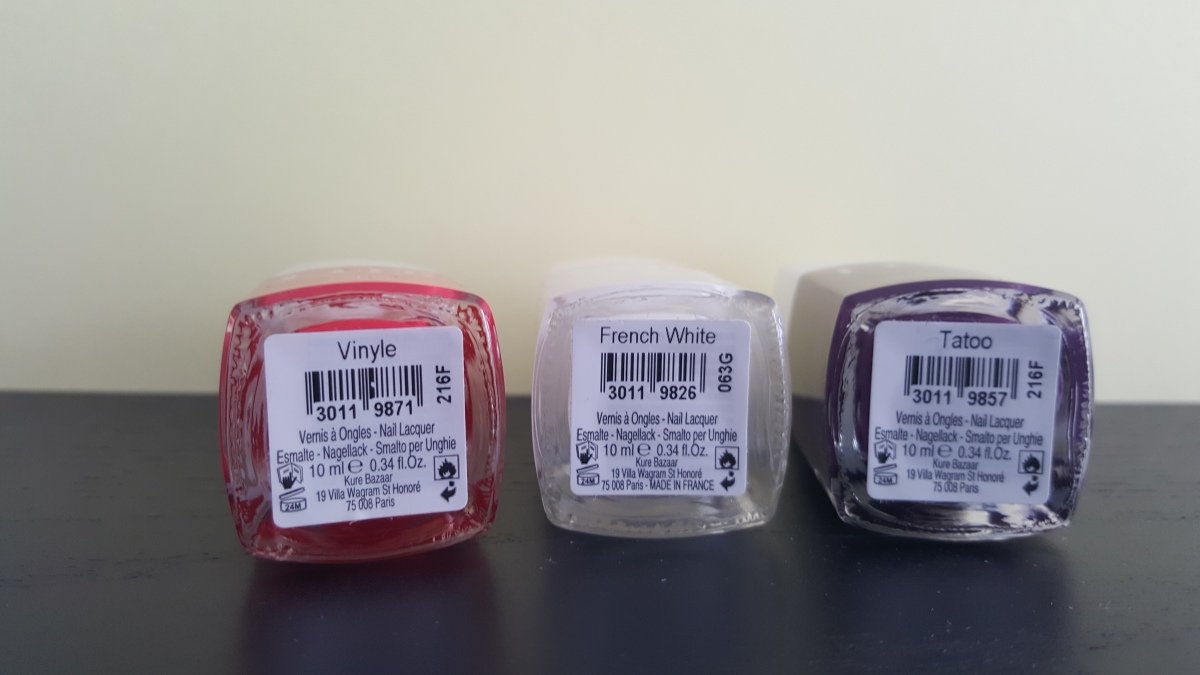 Vinyle
3011 9871
216F
Vernis à Ongles - Nail Lacquer
Esmalte - Nagellack - Smalto per Unghie
10 ml e 0.34 fl.Oz.
Kure Bazaar
19 Villa Wagram St Honoré
75 008 Paris
24M
French White
3011 9826
063G
Vernis à Ongles - Nail Lacquer
Esmalte - Nagellack - Smalto per Unghie
10 ml e 0.34 fl.Oz.
Kure Bazaar
19 Villa Wagram St Honoré
75 008 Paris - MADE IN FRANCE
24M
Tatoo
3011 9857
216F
Vernis à Ongles - Nail Lacquer
Esmalte - Nagellack - Smalto per Unghie
10 ml e 0.34 fl.Oz.
Kure Bazaar
19 Villa Wagram St Honoré
75 008 Paris
24M